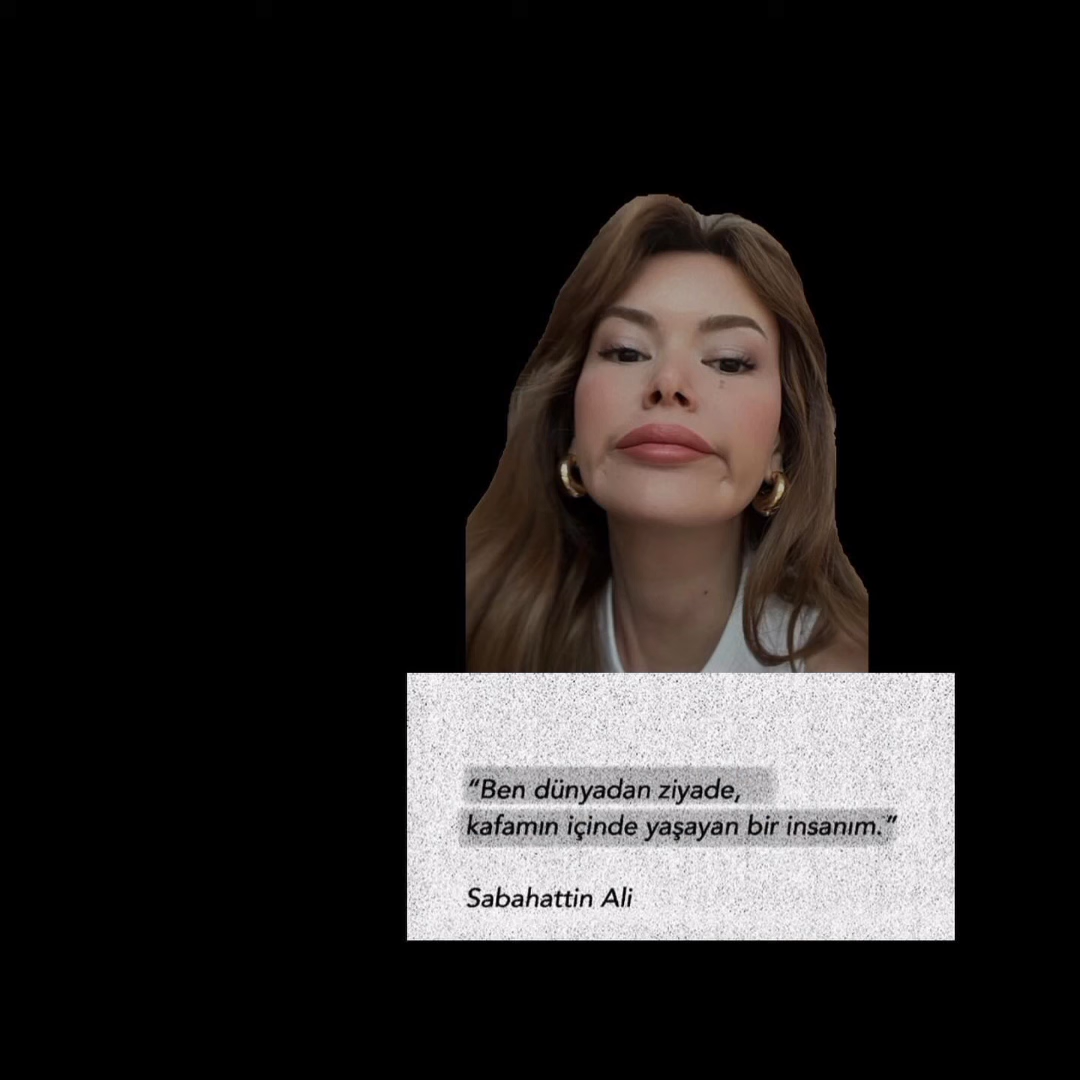 “Ben dünyadan ziyade,
kafamın içinde yaşayan bir insanım.”
Sabahattin Ali